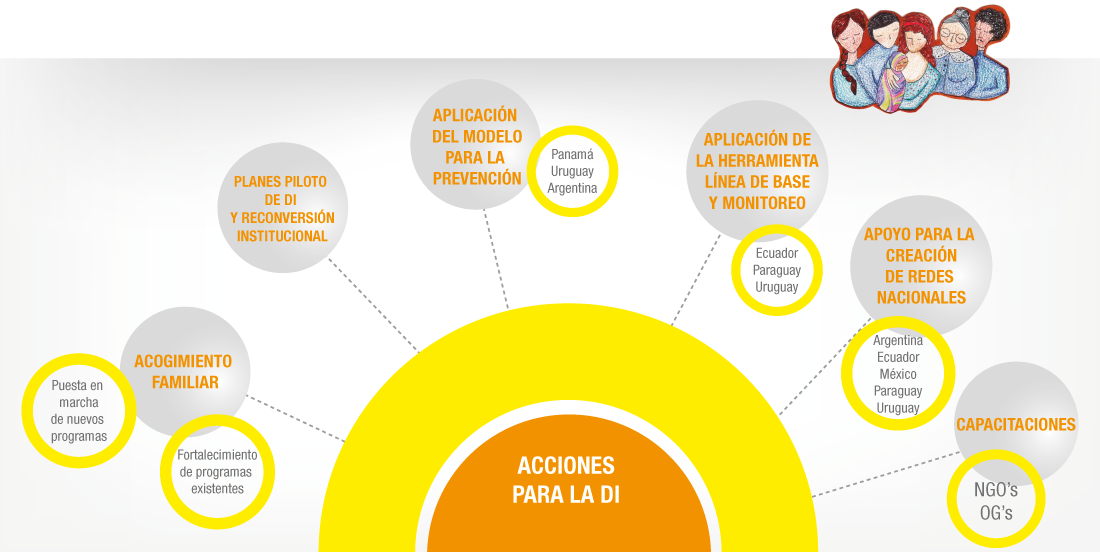 APLICACIÓN
DEL MODELO
PARA LA
PREVENCIÓN
Panamá
Uruguay
Argentina
APLICACIÓN DE
LA HERRAMIENTA
LÍNEA DE BASE
Y MONITOREO
Ecuador
Paraguay
Uruguay
PLANES PILOTO
DE DI
Y RECONVERSIÓN
INSTITUCIONAL
APOYO PARA LA
CREACIÓN
DE REDES
NACIONALES
Argentina
Ecuador
México
Paraguay
Uruguay
ACOGIMIENTO
FAMILIAR
Puesta en
marcha
de nuevos
programas
Fortalecimiento
de programas
existentes
CAPACITACIONES
NGO's
OG's
ACCIONES
PARA LA DI